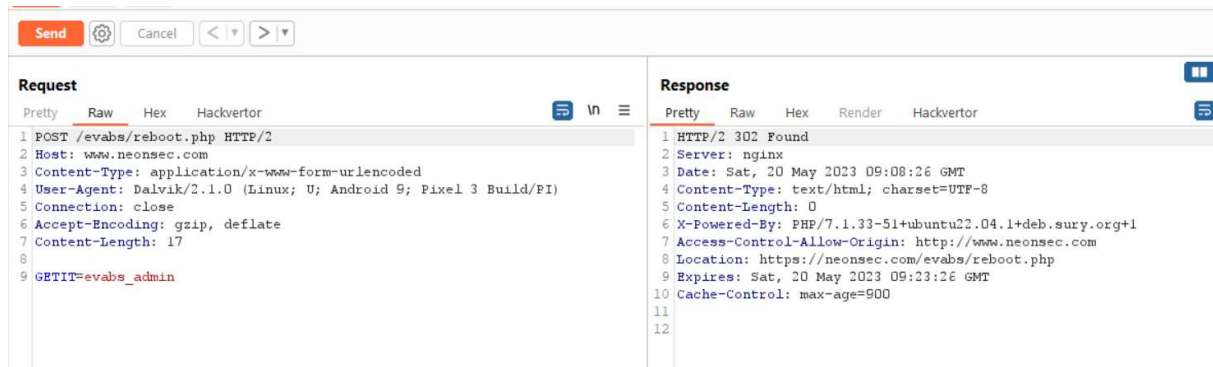 Send Cancel < >
Request
Pretty Raw Hex Hackvertor \n
1 POST /evabs/reboot.php HTTP/2
2 Host: www.neonsec.com
3 Content-Type: application/x-www-form-urlencoded
4 User-Agent: Dalvik/2.1.0 (Linux; U; Android 9; Pixel 3 Build/PI)
5 Connection: close
6 Accept-Encoding: gzip, deflate
7 Content-Length: 17
8
9 GETIT=evabs_admin
Response
Pretty Raw Hex Render Hackvertor
1 HTTP/2 302 Found
2 Server: nginx
3 Date: Sat, 20 May 2023 09:08:26 GMT
4 Content-Type: text/html; charset=UTF-8
5 Content-Length: 0
6 X-Powered-By: PHP/7.1.33-51+ubuntu22.04.1+deb.sury.org+1
7 Access-Control-Allow-Origin: http://www.neonsec.com
8 Location: https://neonsec.com/evabs/reboot.php
9 Expires: Sat, 20 May 2023 09:23:26 GMT
10 Cache-Control: max-age=900
11
12